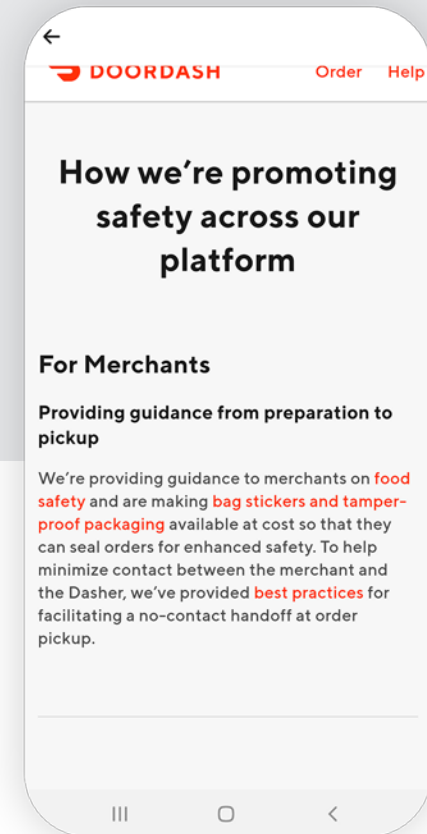 DOORDASH Order Help
How we’re promoting
safety across our
platform
For Merchants
Providing guidance from preparation to
pickup
We’re providing guidance to merchants on food
safety and are making bag stickers and tamper-
proof packaging available at cost so that they
can seal orders for enhanced safety. To help
minimize contact between the merchant and
the Dasher, we’ve provided best practices for
facilitating a no-contact handoff at order
pickup.